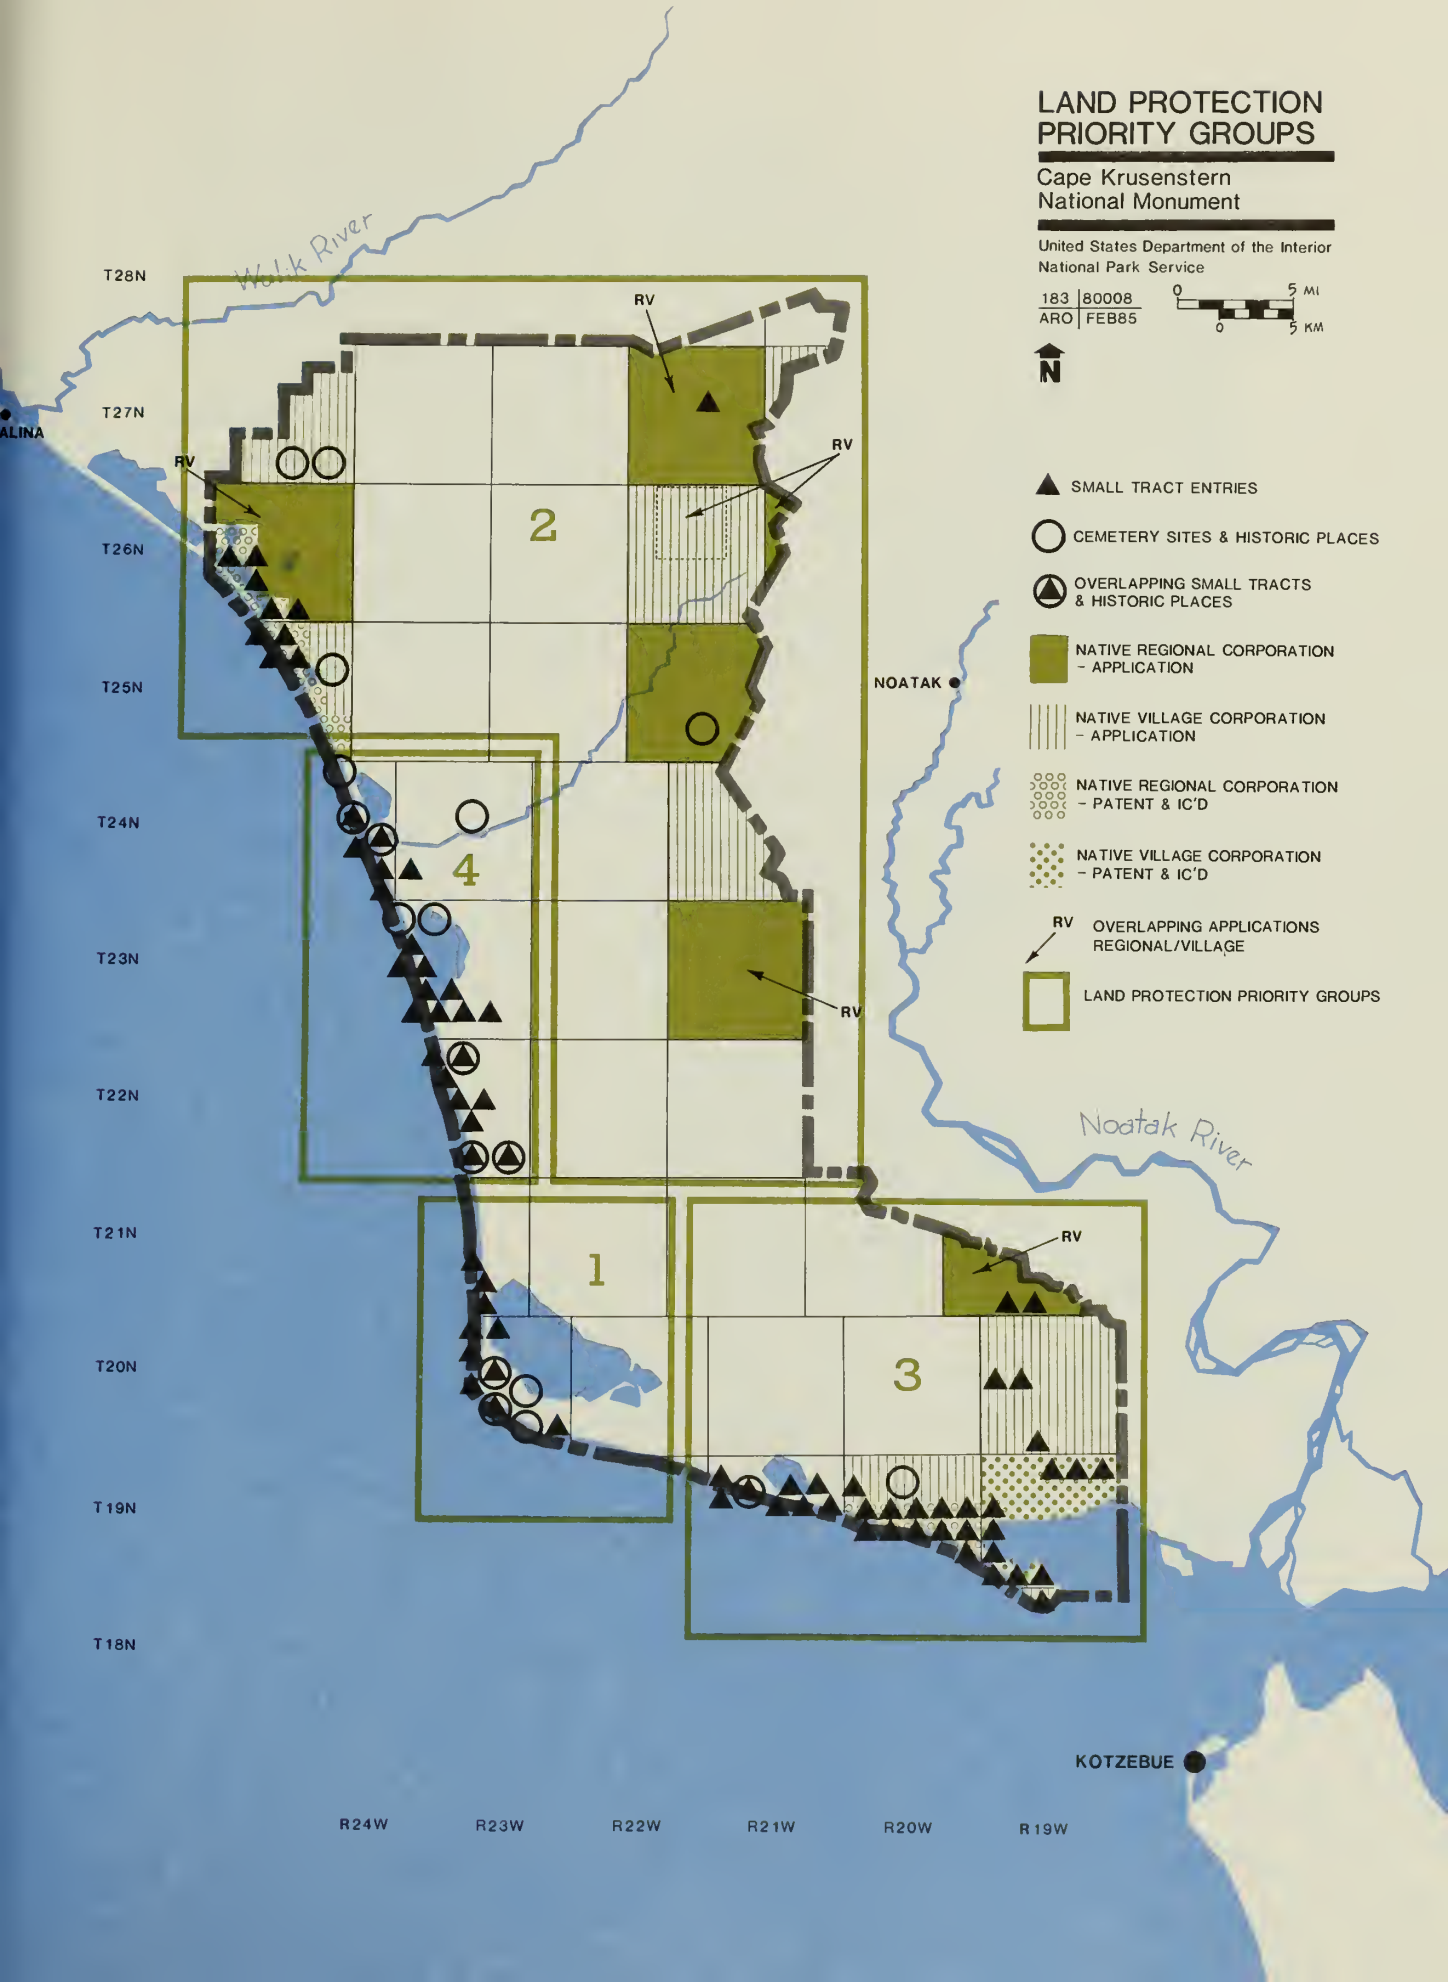 LAND PROTECTION
PRIORITY GROUPS
Cape Krusenstern
National Monument
United States Department of the Interior
National Park Service
183 80008
ARO FEB85
0 5 MI
0 5 KM
N
Wulik River
T28N
T27N
ALINA
T26N
T25N
T24N
T23N
T22N
T21N
T20N
T19N
T18N
RV
RV
RV
2
4
RV
1
RV
3
NOATAK
Noatak River
KOTZEBUE
R24W
R23W
R22W
R21W
R20W
R19W
SMALL TRACT ENTRIES
CEMETERY SITES & HISTORIC PLACES
OVERLAPPING SMALL TRACTS
& HISTORIC PLACES
NATIVE REGIONAL CORPORATION
- APPLICATION
NATIVE VILLAGE CORPORATION
- APPLICATION
NATIVE REGIONAL CORPORATION
- PATENT & IC'D
NATIVE VILLAGE CORPORATION
- PATENT & IC'D
RV OVERLAPPING APPLICATIONS
REGIONAL/VILLAGE
LAND PROTECTION PRIORITY GROUPS